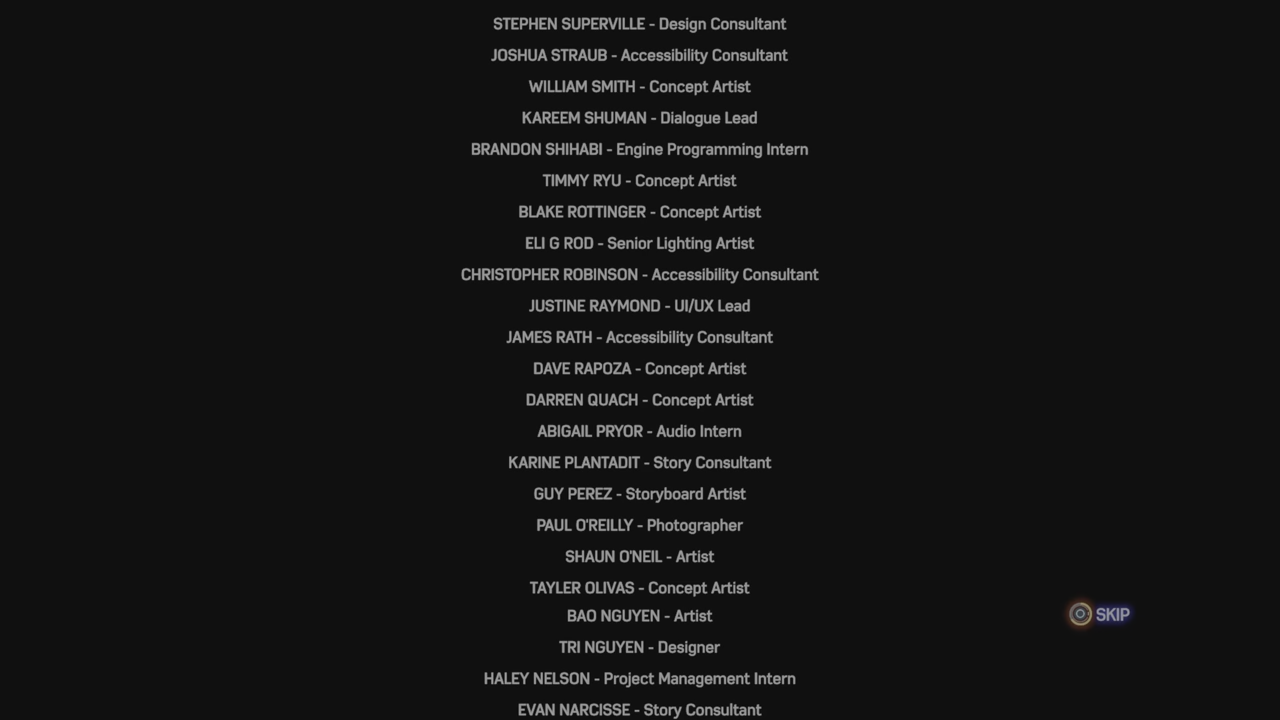 STEPHEN SUPERVILLE - Design Consultant
JOSHUA STRAUB - Accessibility Consultant
WILLIAM SMITH - Concept Artist
KAREEM SHUMAN - Dialogue Lead
BRANDON SHIHABI - Engine Programming Intern
TIMMY RYU - Concept Artist
BLAKE ROTTINGER - Concept Artist
ELI G ROD - Senior Lighting Artist
CHRISTOPHER ROBINSON - Accessibility Consultant
JUSTINE RAYMOND - UI/UX Lead
JAMES RATH - Accessibility Consultant
DAVE RAPOZA - Concept Artist
DARREN QUACH - Concept Artist
ABIGAIL PRYOR - Audio Intern
KARINE PLANTADIT - Story Consultant
GUY PEREZ - Storyboard Artist
PAUL O'REILLY - Photographer
SHAUN O'NEIL - Artist
TAYLER OLIVAS - Concept Artist
BAO NGUYEN - Artist
SKIP
TRI NGUYEN - Designer
HALEY NELSON - Project Management Intern
EVAN NARCISSE - Story Consultant